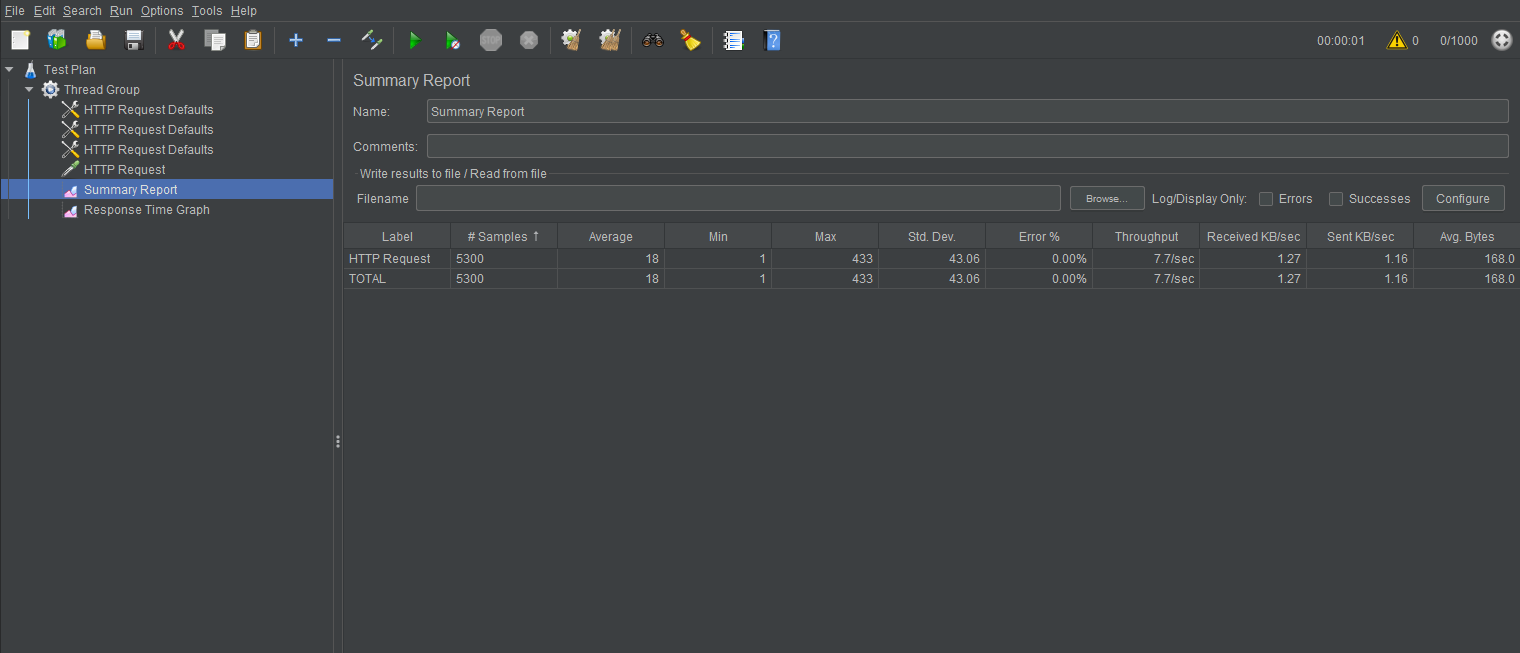 File Edit Search Run Options Tools Help
STOP 00:00:01 0 0/1000
Test Plan
Thread Group
HTTP Request Defaults
HTTP Request Defaults
HTTP Request Defaults
HTTP Request
Summary Report
Response Time Graph
Summary Report
Name: Summary Report
Comments:
Write results to file / Read from file
Filename Browse... Log/Display Only: Errors Successes Configure
Label # Samples ↑ Average Min Max Std. Dev. Error % Throughput Received KB/sec Sent KB/sec Avg. Bytes
HTTP Request 5300 18 1 433 43.06 0.00% 7.7/sec 1.27 1.16 168.0
TOTAL 5300 18 1 433 43.06 0.00% 7.7/sec 1.27 1.16 168.0